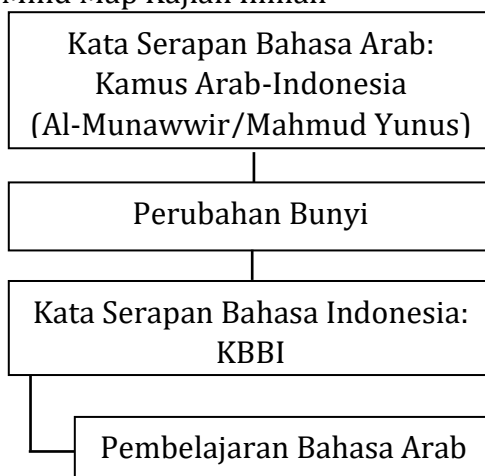 Mind Map Kajian Ilmiah
Kata Serapan Bahasa Arab:
Kamus Arab-Indonesia
(Al-Munawwir/Mahmud Yunus)
Perubahan Bunyi
Kata Serapan Bahasa Indonesia:
KBBI
Pembelajaran Bahasa Arab